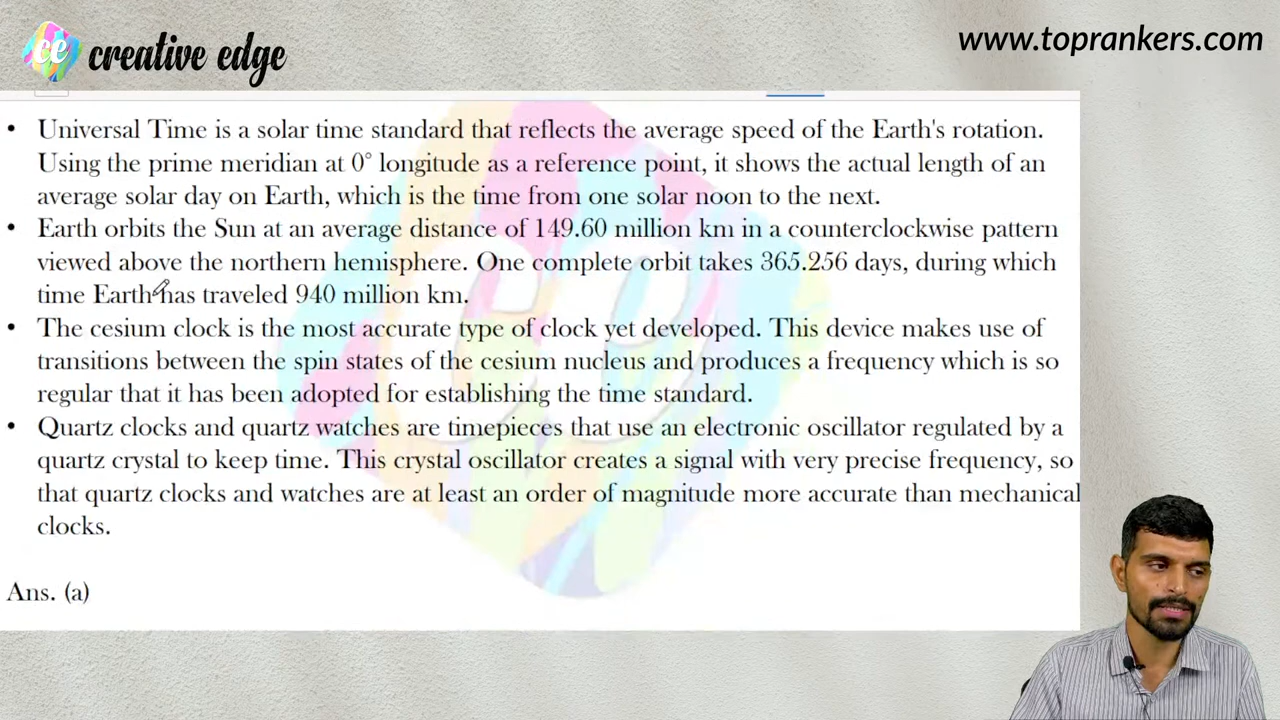 ce creative edge
www.toprankers.com
• Universal Time is a solar time standard that reflects the average speed of the Earth's rotation.
Using the prime meridian at 0° longitude as a reference point, it shows the actual length of an
average solar day on Earth, which is the time from one solar noon to the next.
• Earth orbits the Sun at an average distance of 149.60 million km in a counterclockwise pattern
viewed above the northern hemisphere. One complete orbit takes 365.256 days, during which
time Earth has traveled 940 million km.
• The cesium clock is the most accurate type of clock yet developed. This device makes use of
transitions between the spin states of the cesium nucleus and produces a frequency which is so
regular that it has been adopted for establishing the time standard.
• Quartz clocks and quartz watches are timepieces that use an electronic oscillator regulated by a
quartz crystal to keep time. This crystal oscillator creates a signal with very precise frequency, so
that quartz clocks and watches are at least an order of magnitude more accurate than mechanical
clocks.
Ans. (a)